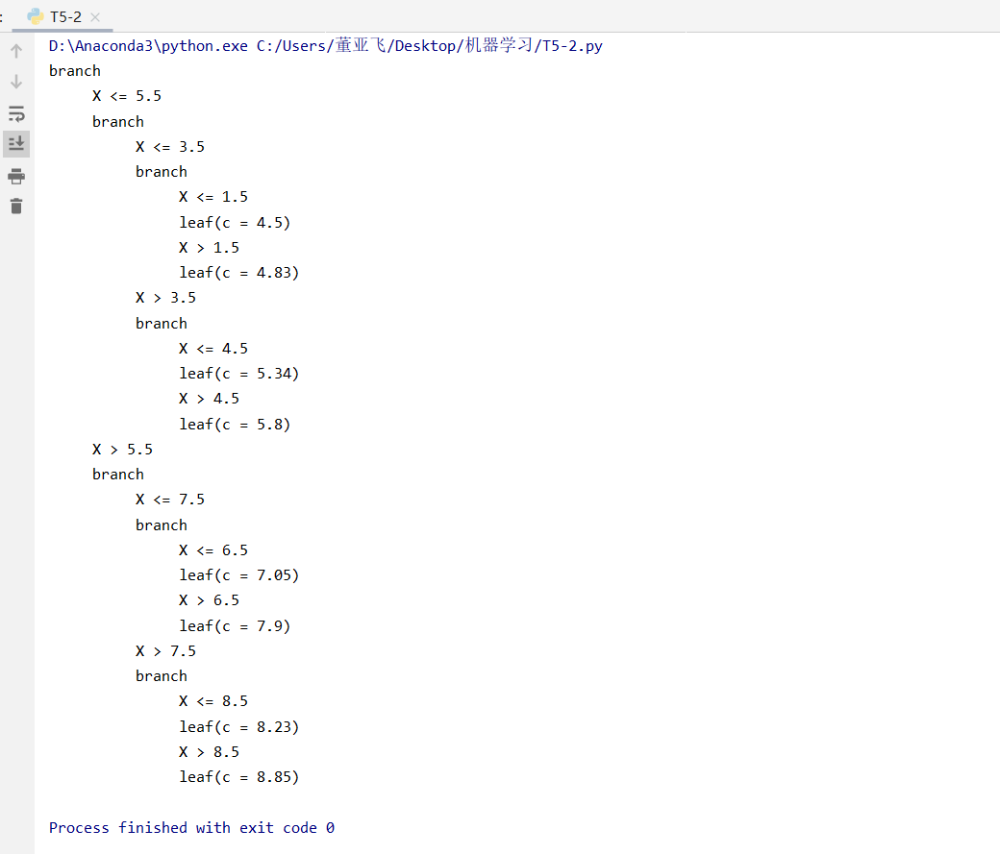 T5-2
D:\Anaconda3\python.exe C:/Users/董亚飞/Desktop/机器学习/T5-2.py
branch
X <= 5.5
branch
X <= 3.5
branch
X <= 1.5
leaf(c = 4.5)
X > 1.5
leaf(c = 4.83)
X > 3.5
branch
X <= 4.5
leaf(c = 5.34)
X > 4.5
leaf(c = 5.8)
X > 5.5
branch
X <= 7.5
branch
X <= 6.5
leaf(c = 7.05)
X > 6.5
leaf(c = 7.9)
X > 7.5
branch
X <= 8.5
leaf(c = 8.23)
X > 8.5
leaf(c = 8.85)
Process finished with exit code 0